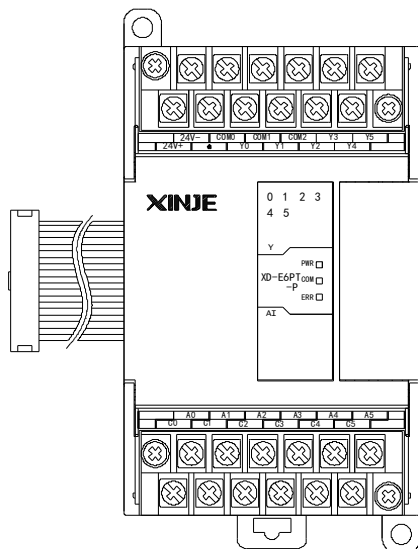 24V- COM0 COM1 COM2 Y3 Y5
24V+ • Y0 Y1 Y2 Y4
XINJE
0 1 2 3
4 5
Y
PWR
XD-E6PT COM
-P
ERR
AI
A0 A1 A2 A3 A4 A5
C0 C1 C2 C3 C4 C5